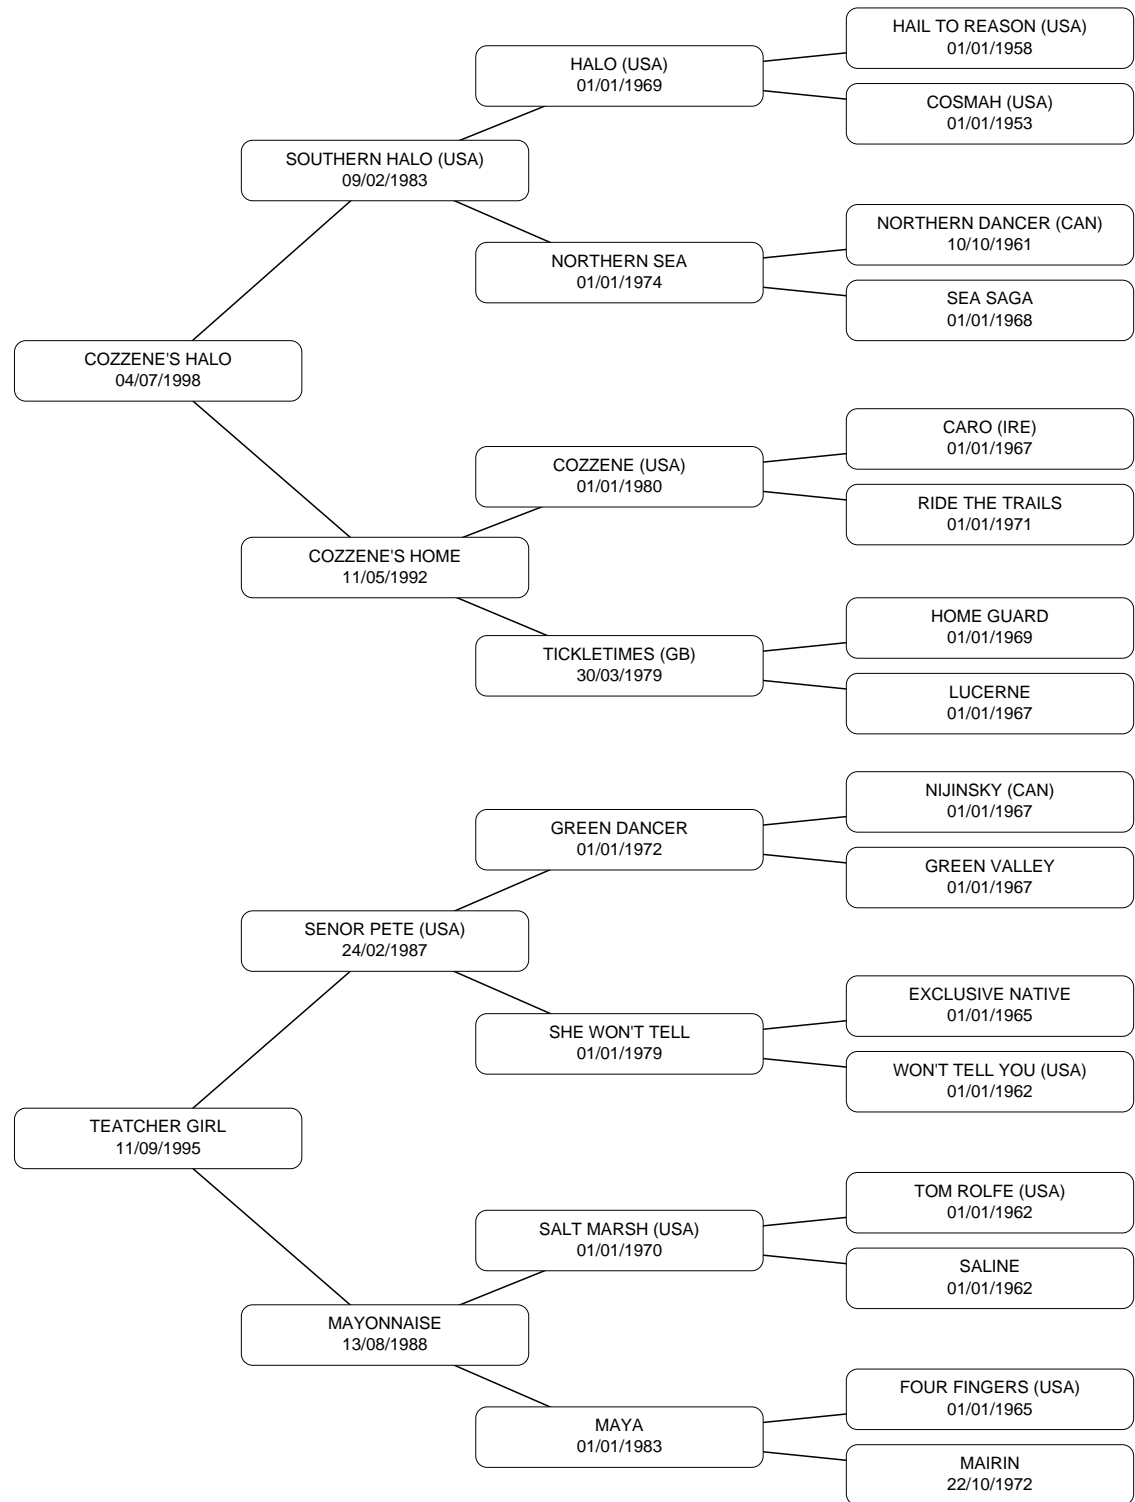 HAIL TO REASON (USA)
01/01/1958
HALO (USA)
01/01/1969
COSMAH (USA)
01/01/1953
SOUTHERN HALO (USA)
09/02/1983
NORTHERN DANCER (CAN)
10/10/1961
NORTHERN SEA
01/01/1974
SEA SAGA
01/01/1968
COZZENE'S HALO
04/07/1998
CARO (IRE)
01/01/1967
COZZENE (USA)
01/01/1980
RIDE THE TRAILS
01/01/1971
COZZENE'S HOME
11/05/1992
HOME GUARD
01/01/1969
TICKLETIMES (GB)
30/03/1979
LUCERNE
01/01/1967
NIJINSKY (CAN)
01/01/1967
GREEN DANCER
01/01/1972
GREEN VALLEY
01/01/1967
SENOR PETE (USA)
24/02/1987
EXCLUSIVE NATIVE
01/01/1965
SHE WON'T TELL
01/01/1979
WON'T TELL YOU (USA)
01/01/1962
TEATCHER GIRL
11/09/1995
TOM ROLFE (USA)
01/01/1962
SALT MARSH (USA)
01/01/1970
SALINE
01/01/1962
MAYONNAISE
13/08/1988
FOUR FINGERS (USA)
01/01/1965
MAYA
01/01/1983
MAIRIN
22/10/1972